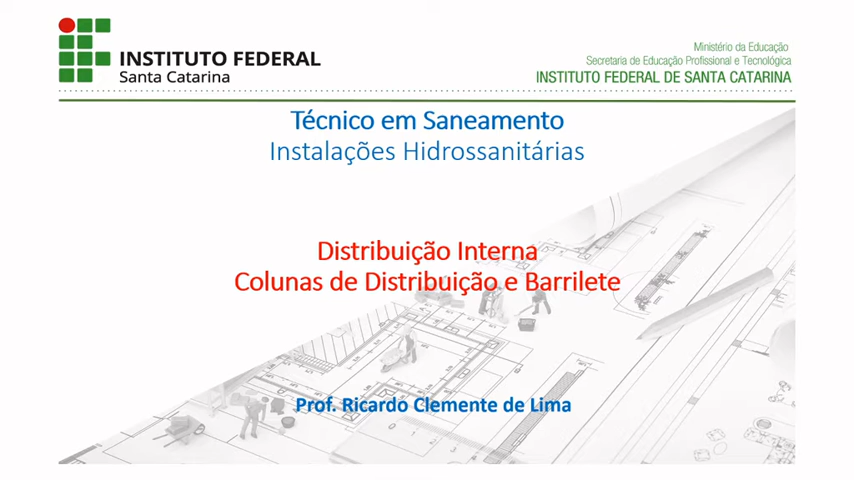 INSTITUTO FEDERAL
Santa Catarina
Ministério da Educação
Secretaria de Educação Profissional e Tecnológica
INSTITUTO FEDERAL DE SANTA CATARINA
Técnico em Saneamento
Instalações Hidrossanitárias
Distribuição Interna
Colunas de Distribuição e Barrilete
Prof. Ricardo Clemente de Lima